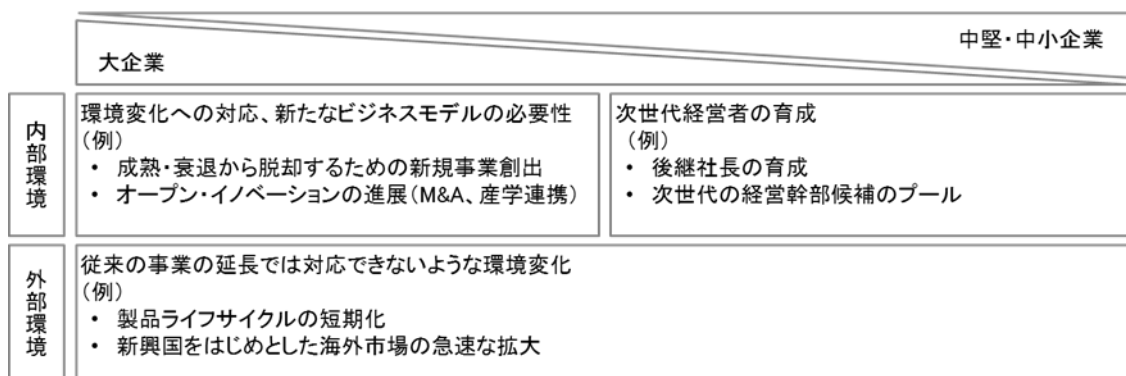 大企業
中堅・中小企業
内部環境
環境変化への対応、新たなビジネスモデルの必要性
(例)
• 成熟・衰退から脱却するための新規事業創出
• オープン・イノベーションの進展(M&A、産学連携)
次世代経営者の育成
(例)
• 後継社長の育成
• 次世代の経営幹部候補のプール
外部環境
従来の事業の延長では対応できないような環境変化
(例)
• 製品ライフサイクルの短期化
• 新興国をはじめとした海外市場の急速な拡大